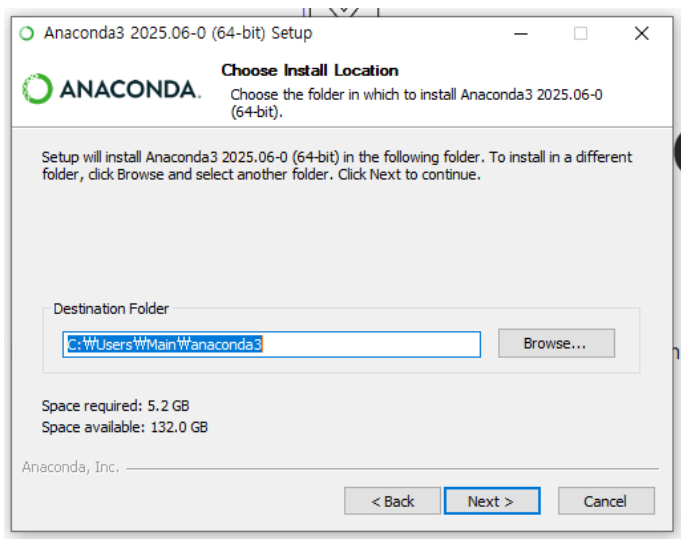 Anaconda3 2025.06-0 (64-bit) Setup
ANACONDA.
Choose Install Location
Choose the folder in which to install Anaconda3 2025.06-0
(64-bit).
Setup will install Anaconda3 2025.06-0 (64-bit) in the following folder. To install in a different
folder, click Browse and select another folder. Click Next to continue.
Destination Folder
C:₩Users₩Main₩anaconda3
Browse...
Space required: 5.2 GB
Space available: 132.0 GB
Anaconda, Inc.
< Back
Next >
Cancel